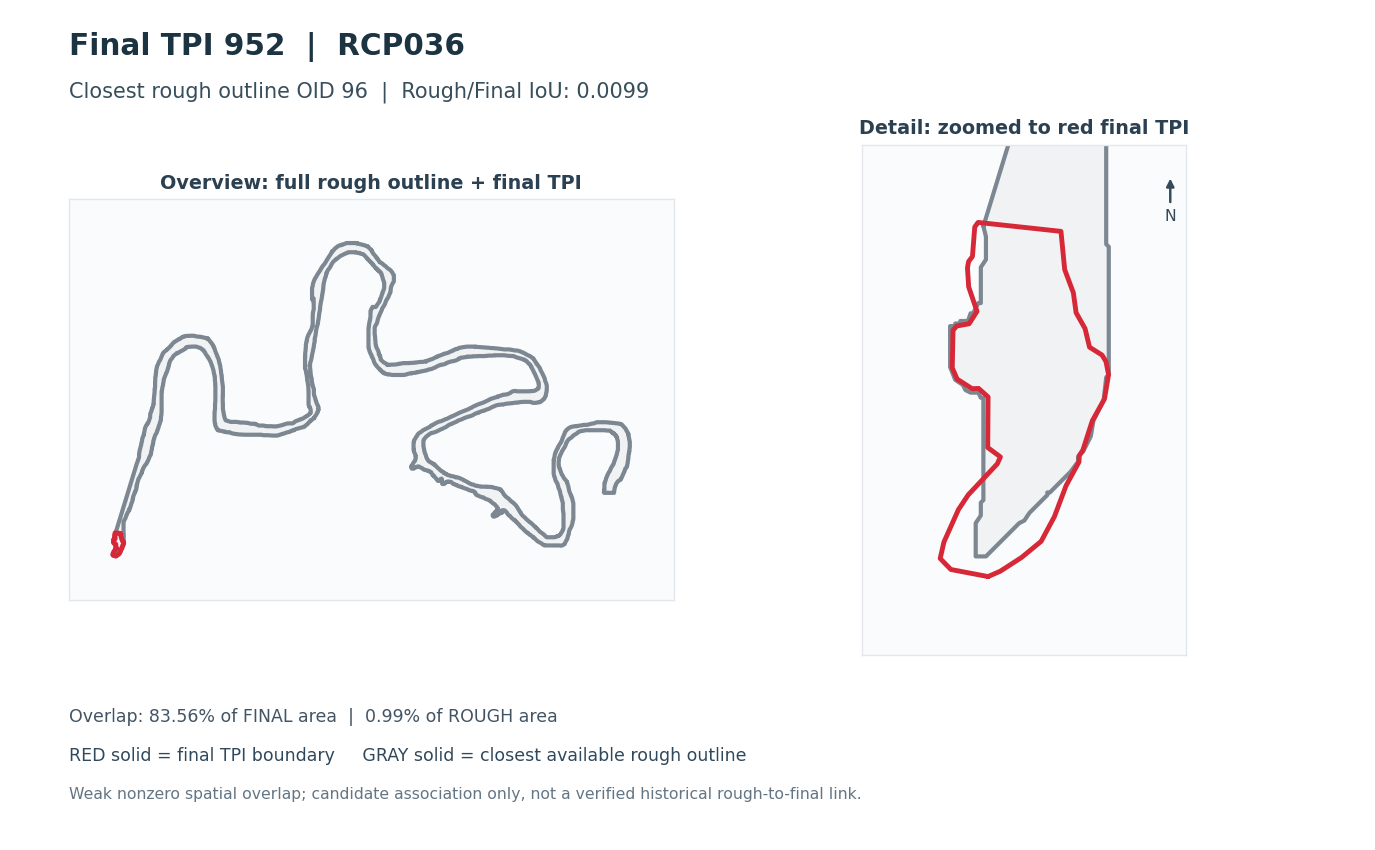 Final TPI 952 | RCP036
Closest rough outline OID 96 | Rough/Final IoU: 0.0099
Detail: zoomed to red final TPI
Overview: full rough outline + final TPI
N
Overlap: 83.56% of FINAL area | 0.99% of ROUGH area
RED solid = final TPI boundary GRAY solid = closest available rough outline
Weak nonzero spatial overlap; candidate association only, not a verified historical rough-to-final link.